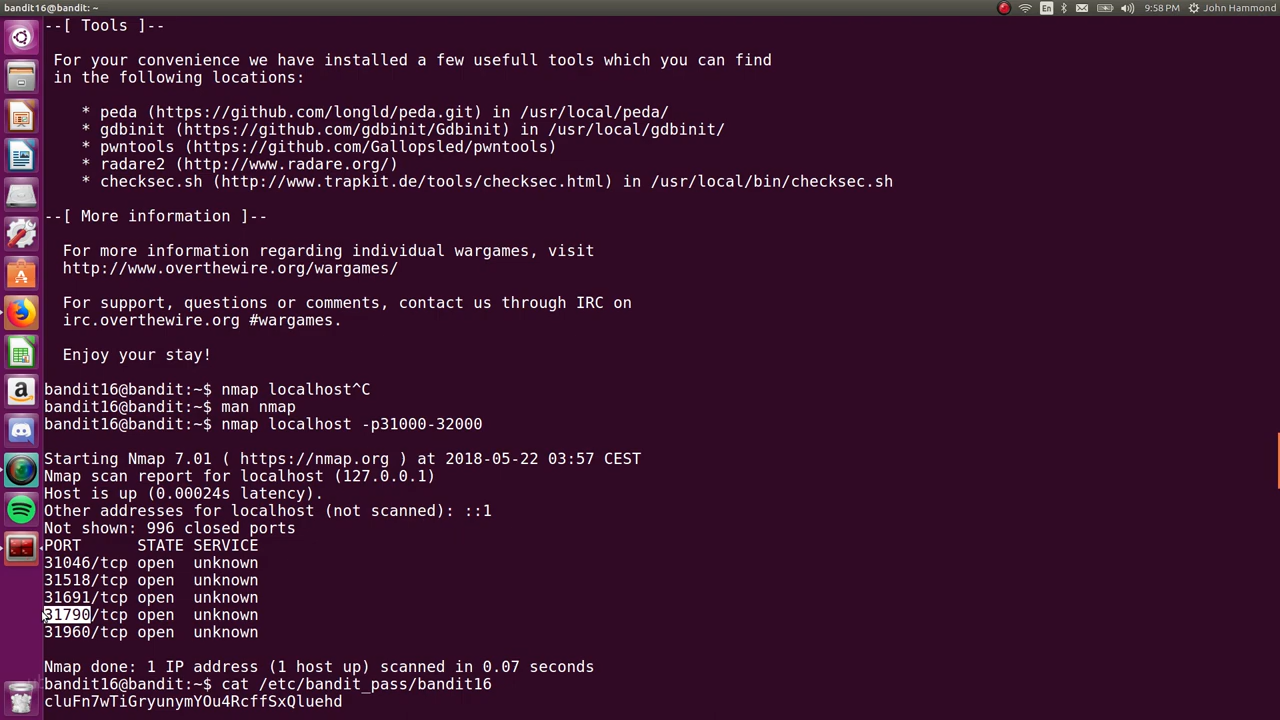 bandit16@bandit: ~
En
9:58 PM
John Hammond
--[ Tools ]--
For your convenience we have installed a few usefull tools which you can find
in the following locations:
* peda (https://github.com/longld/peda.git) in /usr/local/peda/
* gdbinit (https://github.com/gdbinit/Gdbinit) in /usr/local/gdbinit/
* pwntools (https://github.com/Gallopsled/pwntools)
* radare2 (http://www.radare.org/)
* checksec.sh (http://www.trapkit.de/tools/checksec.html) in /usr/local/bin/checksec.sh
--[ More information ]--
For more information regarding individual wargames, visit
http://www.overthewire.org/wargames/
For support, questions or comments, contact us through IRC on
irc.overthewire.org #wargames.
Enjoy your stay!
bandit16@bandit:~$ nmap localhost^C
bandit16@bandit:~$ man nmap
bandit16@bandit:~$ nmap localhost -p31000-32000
Starting Nmap 7.01 ( https://nmap.org ) at 2018-05-22 03:57 CEST
Nmap scan report for localhost (127.0.0.1)
Host is up (0.00024s latency).
Other addresses for localhost (not scanned): ::1
Not shown: 996 closed ports
PORT      STATE SERVICE
31046/tcp open  unknown
31518/tcp open  unknown
31691/tcp open  unknown
31790/tcp open  unknown
31960/tcp open  unknown
Nmap done: 1 IP address (1 host up) scanned in 0.07 seconds
bandit16@bandit:~$ cat /etc/bandit_pass/bandit16
cluFn7wTiGryunymYOu4RcffSxQluehd